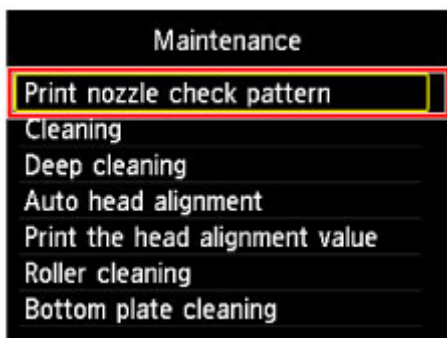 Maintenance
Print nozzle check pattern
Cleaning
Deep cleaning
Auto head alignment
Print the head alignment value
Roller cleaning
Bottom plate cleaning